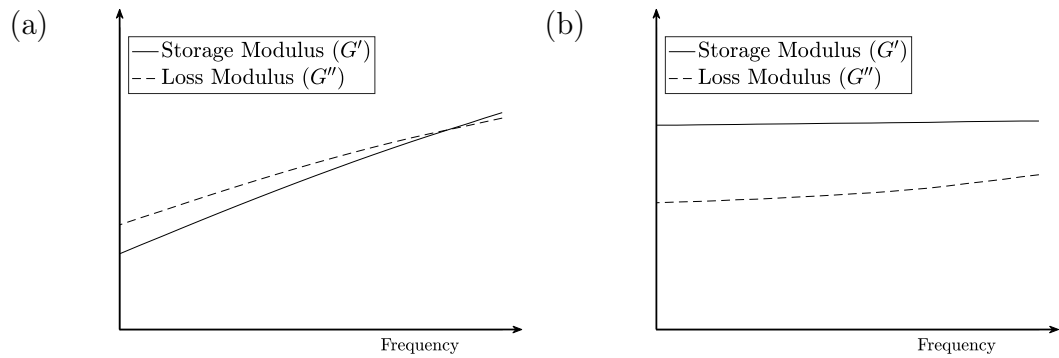 (a)
Storage Modulus (G′)
Loss Modulus (G′′)
Frequency
(b)
Storage Modulus (G′)
Loss Modulus (G′′)
Frequency